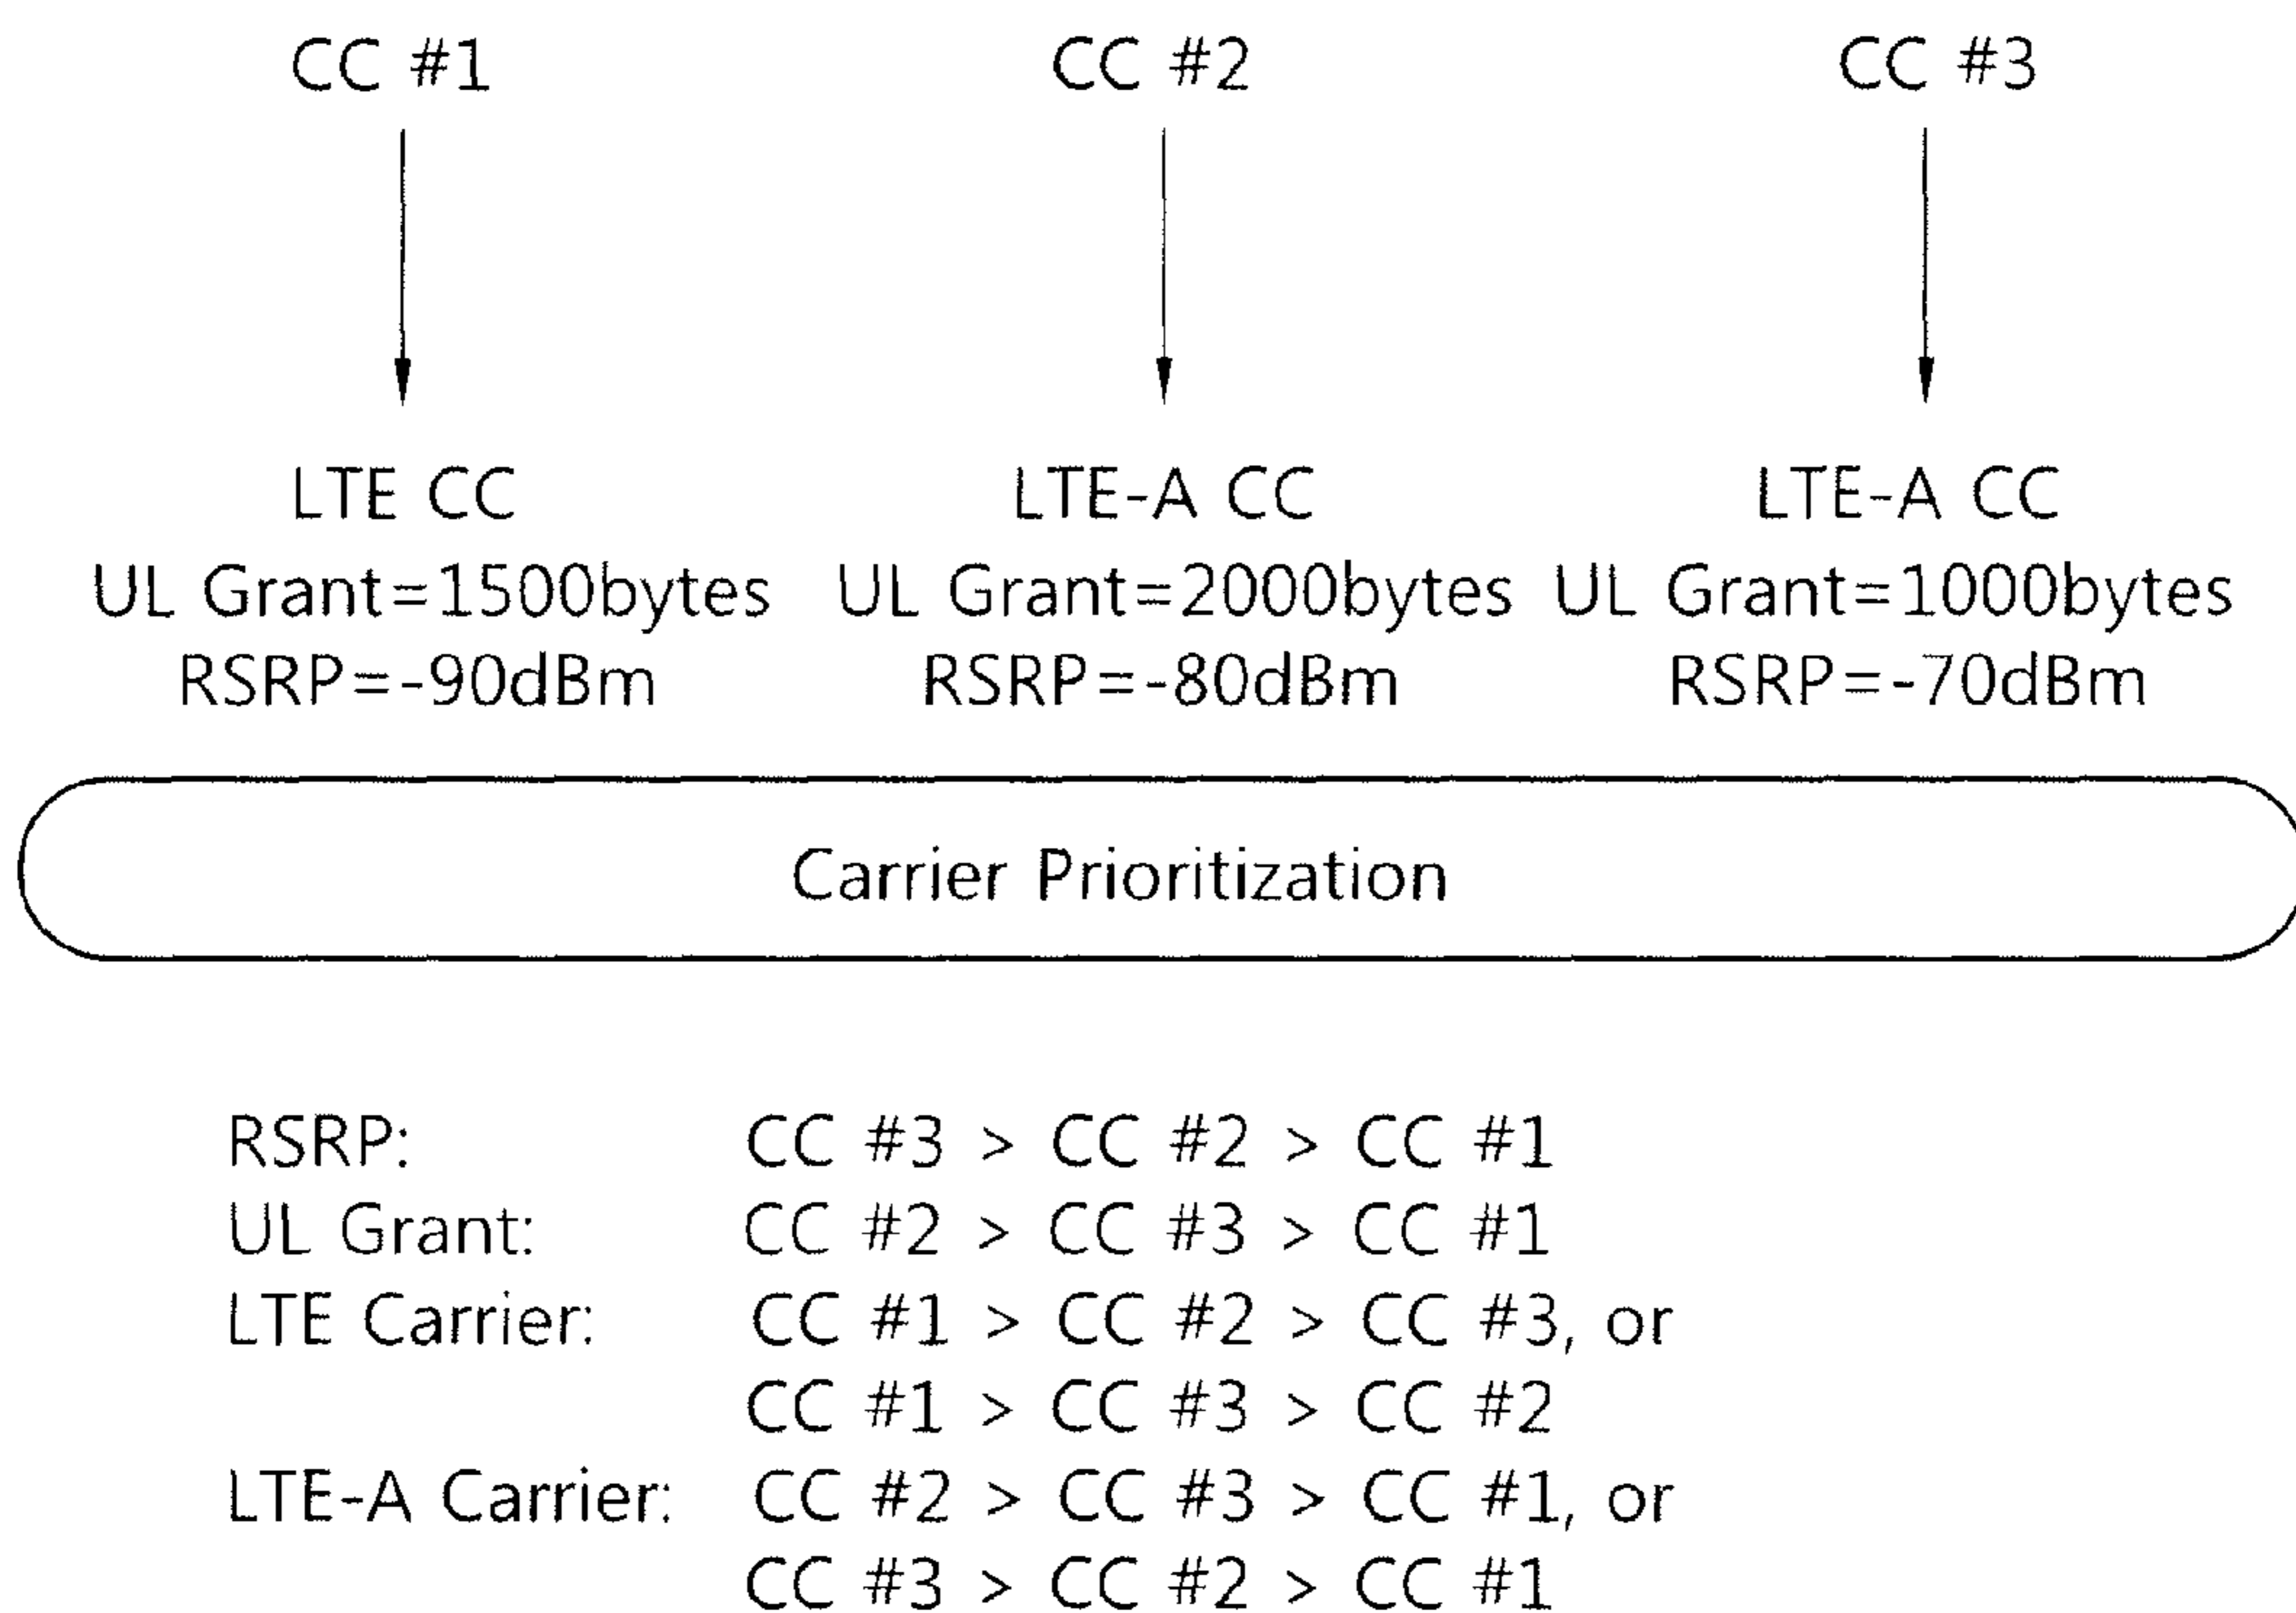 CC #1 CC #2 CC #3
LTE CC LTE-A CC LTE-A CC
UL Grant=1500bytes UL Grant=2000bytes UL Grant=1000bytes
RSRP=-90dBm RSRP=-80dBm RSRP=-70dBm
Carrier Prioritization
RSRP: CC #3 > CC #2 > CC #1
UL Grant: CC #2 > CC #3 > CC #1
LTE Carrier: CC #1 > CC #2 > CC #3, or
CC #1 > CC #3 > CC #2
LTE-A Carrier: CC #2 > CC #3 > CC #1, or
CC #3 > CC #2 > CC #1